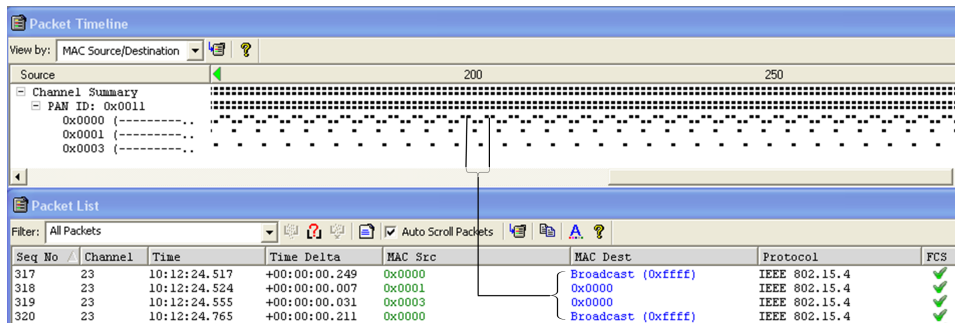 Packet Timeline
View by: MAC Source/Destination
Source 200 250
Channel Summary
PAN ID: 0x0011
0x0000 (---------..
0x0001 (---------..
0x0003 (---------..
Packet List
Filter: All Packets Auto Scroll Packets
Seq No Channel Time Time Delta MAC Src MAC Dest Protocol FCS
317 23 10:12:24.517 +00:00:00.249 0x0000 Broadcast (0xffff) IEEE 802.15.4
318 23 10:12:24.524 +00:00:00.007 0x0001 0x0000 IEEE 802.15.4
319 23 10:12:24.555 +00:00:00.031 0x0003 0x0000 IEEE 802.15.4
320 23 10:12:24.765 +00:00:00.211 0x0000 Broadcast (0xffff) IEEE 802.15.4